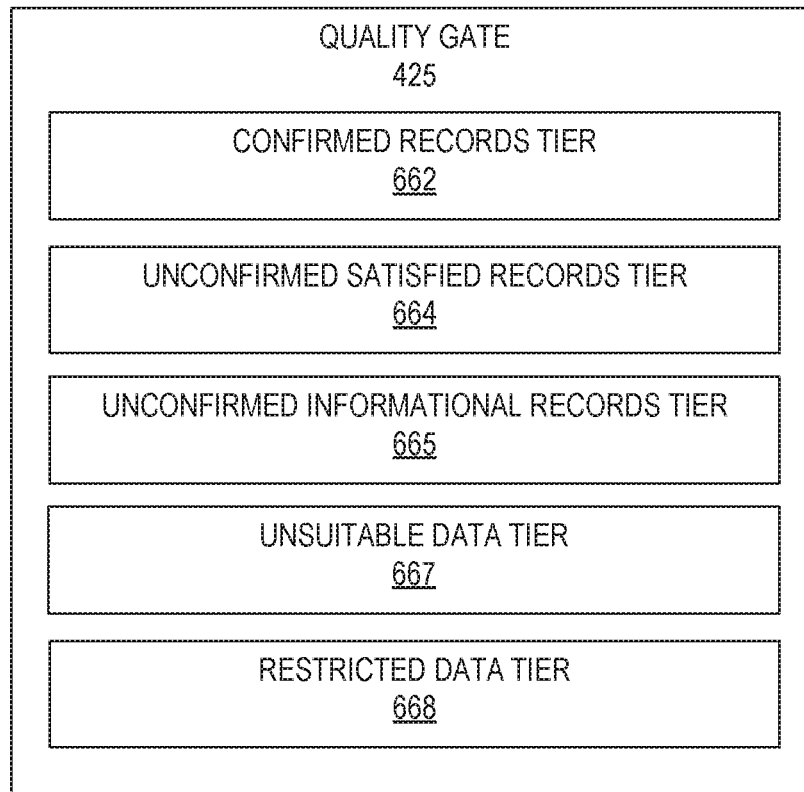 QUALITY GATE
425
CONFIRMED RECORDS TIER
662
UNCONFIRMED SATISFIED RECORDS TIER
664
UNCONFIRMED INFORMATIONAL RECORDS TIER
665
UNSUITABLE DATA TIER
667
RESTRICTED DATA TIER
668